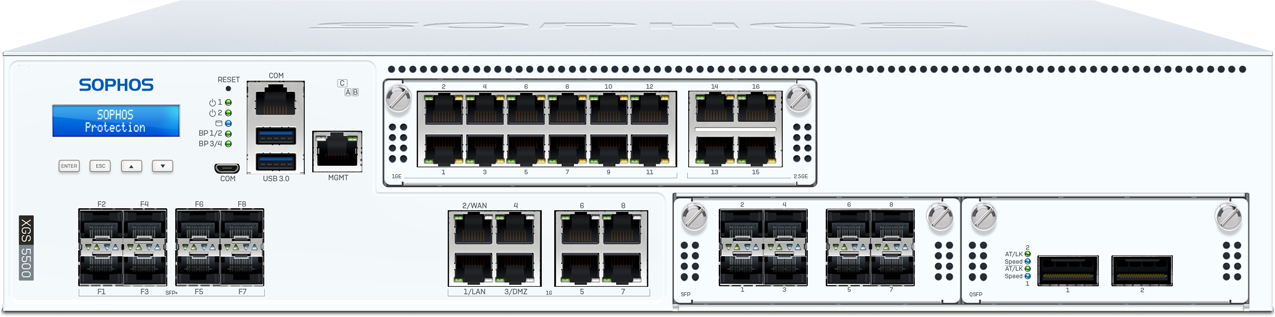 SOPHOS
SOPHOS
SOPHOS
Protection
ENTER
ESC
RESET
1
2
BP 1/2
BP 3/4
COM
COM
USB 3.0
MGMT
C
A B
2 4 6 8 10 12 14 16
1 3 5 7 9 11 13 15
1GE
2.5GE
XGS 5500
F2 F4 F6 F8
F1 F3 SFP+ F5 F7
2/WAN 4 6 8
1/LAN 3/DMZ 1G 5 7
2 4 6 8
1 3 5 7
SFP
2
AT/LK
Speed
AT/LK
Speed
1
QSFP
1 2